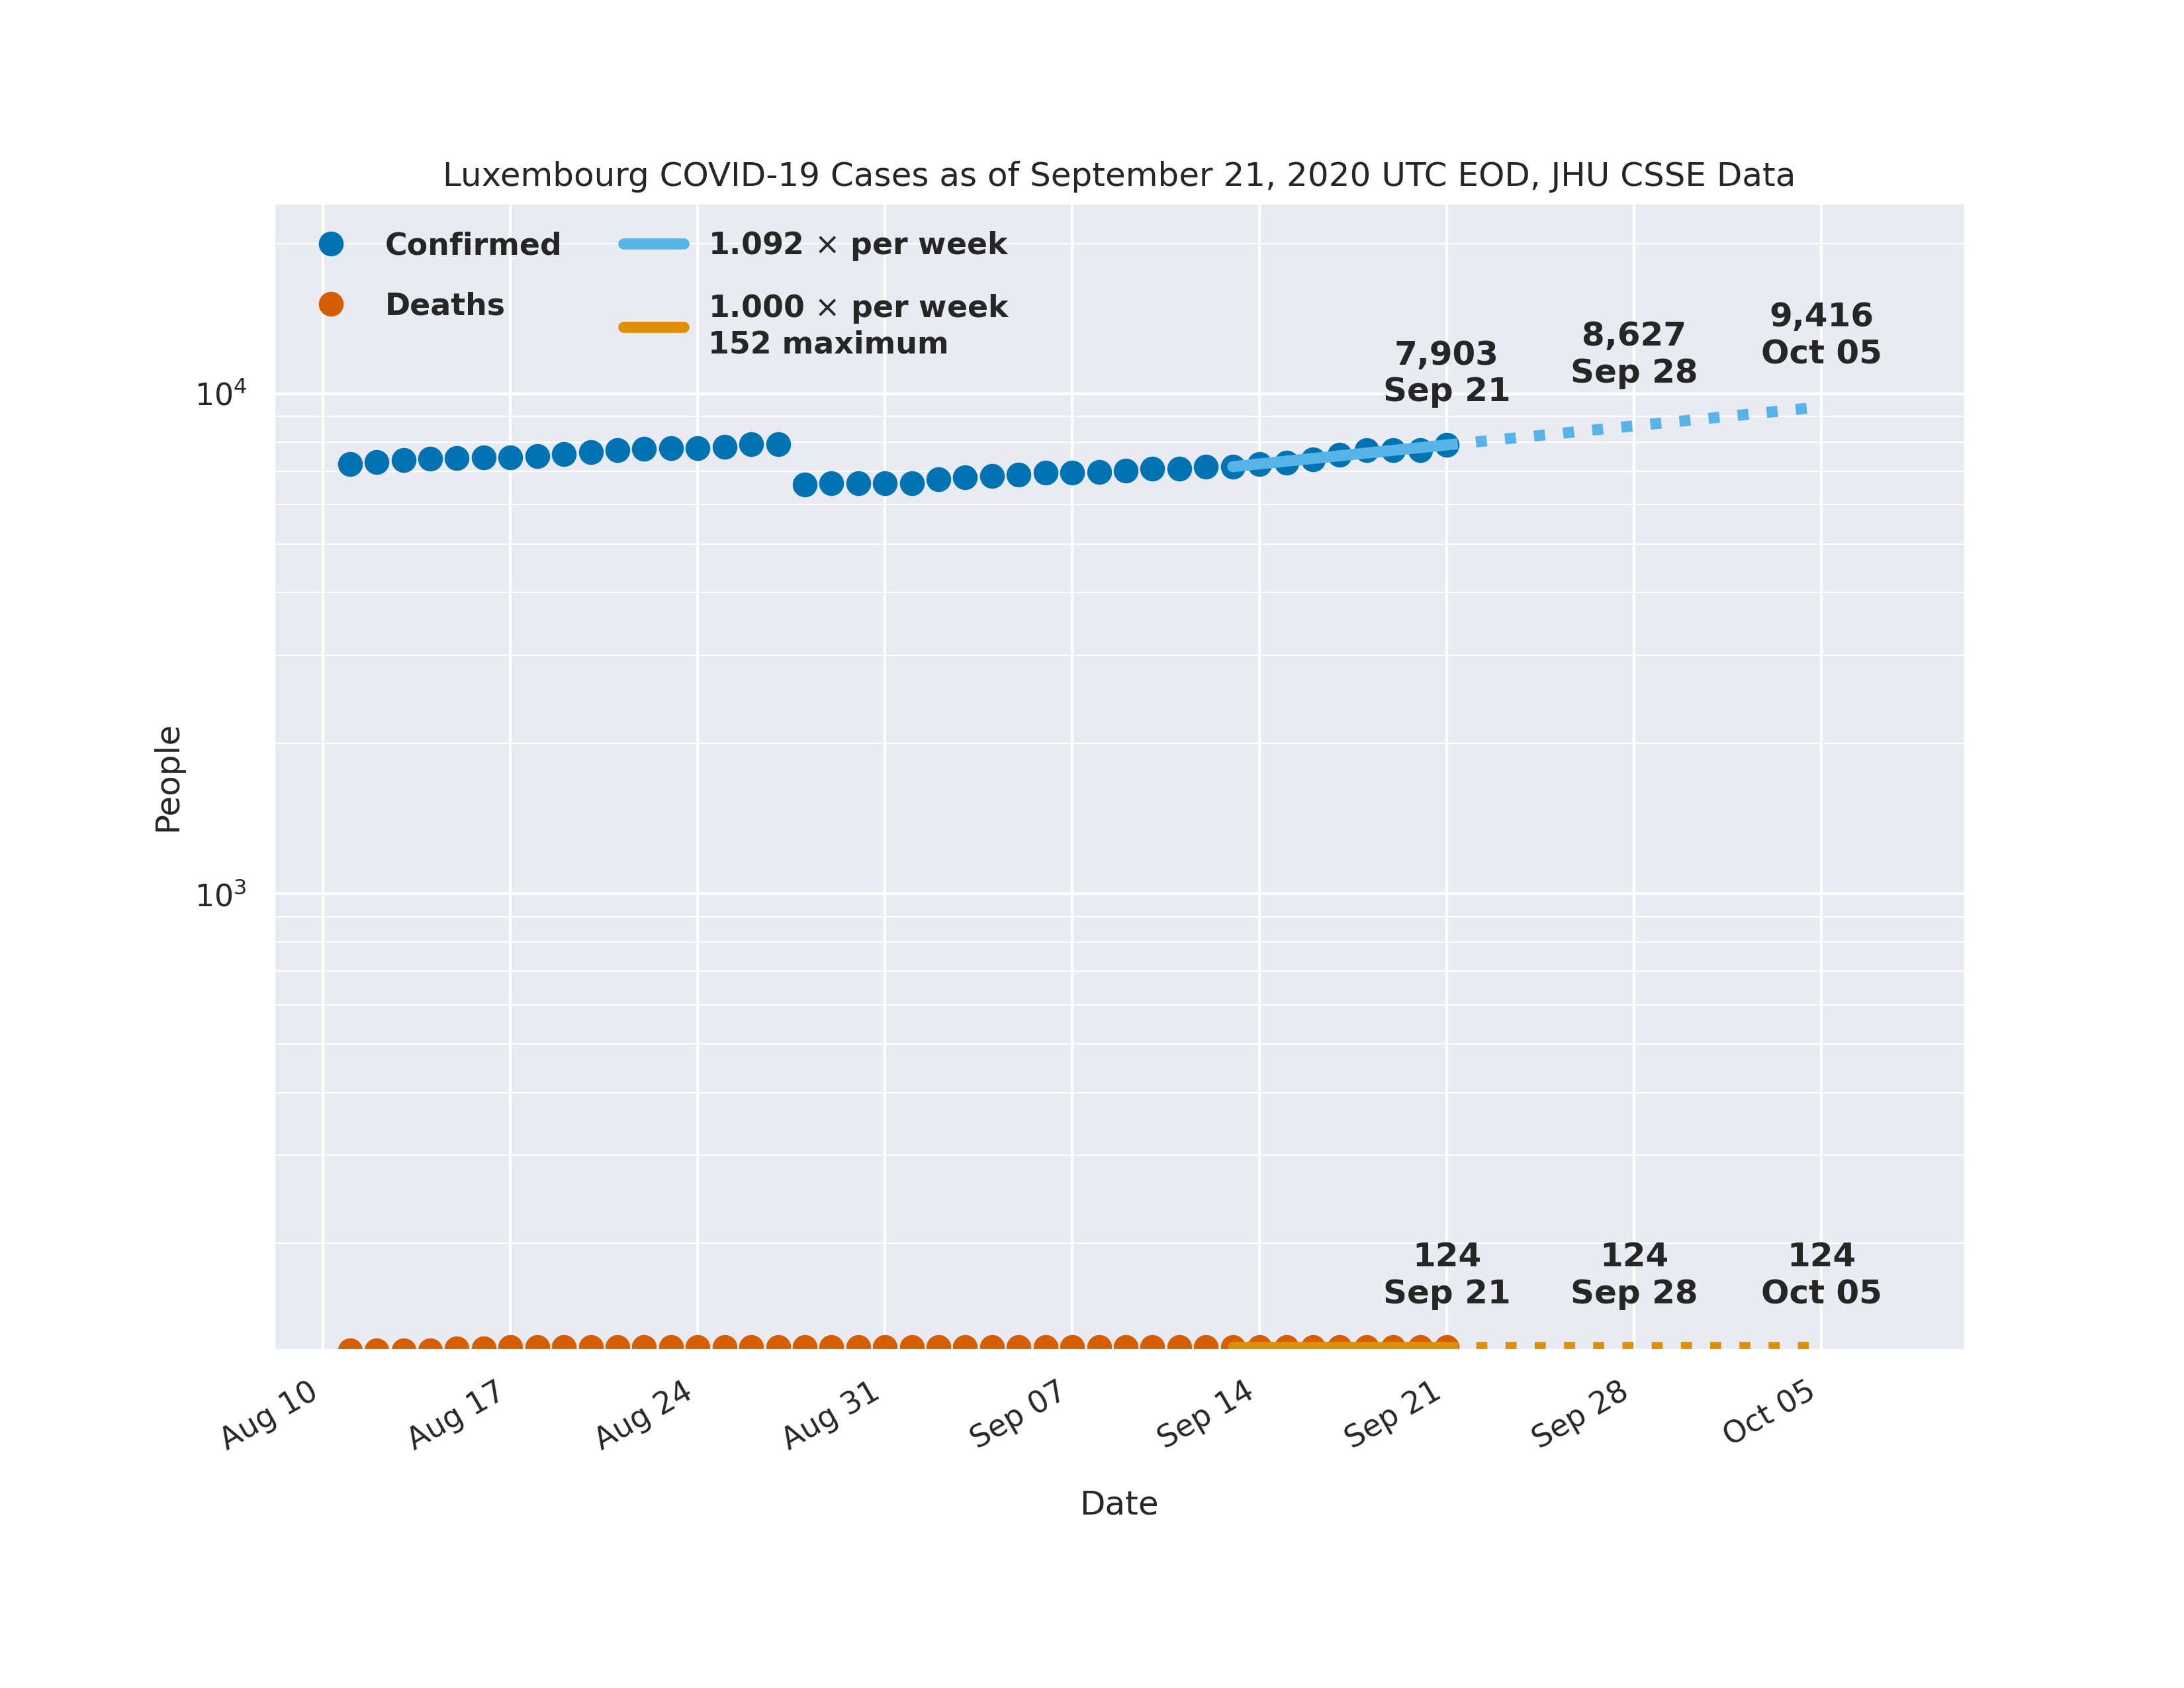 Luxembourg COVID-19 Cases as of September 21, 2020 UTC EOD, JHU CSSE Data
Confirmed
Deaths
1.092 × per week
1.000 × per week
152 maximum
7,903
Sep 21
8,627
Sep 28
9,416
Oct 05
10⁴
10³
People
124
Sep 21
124
Sep 28
124
Oct 05
Aug 10
Aug 17
Aug 24
Aug 31
Sep 07
Sep 14
Sep 21
Sep 28
Oct 05
Date